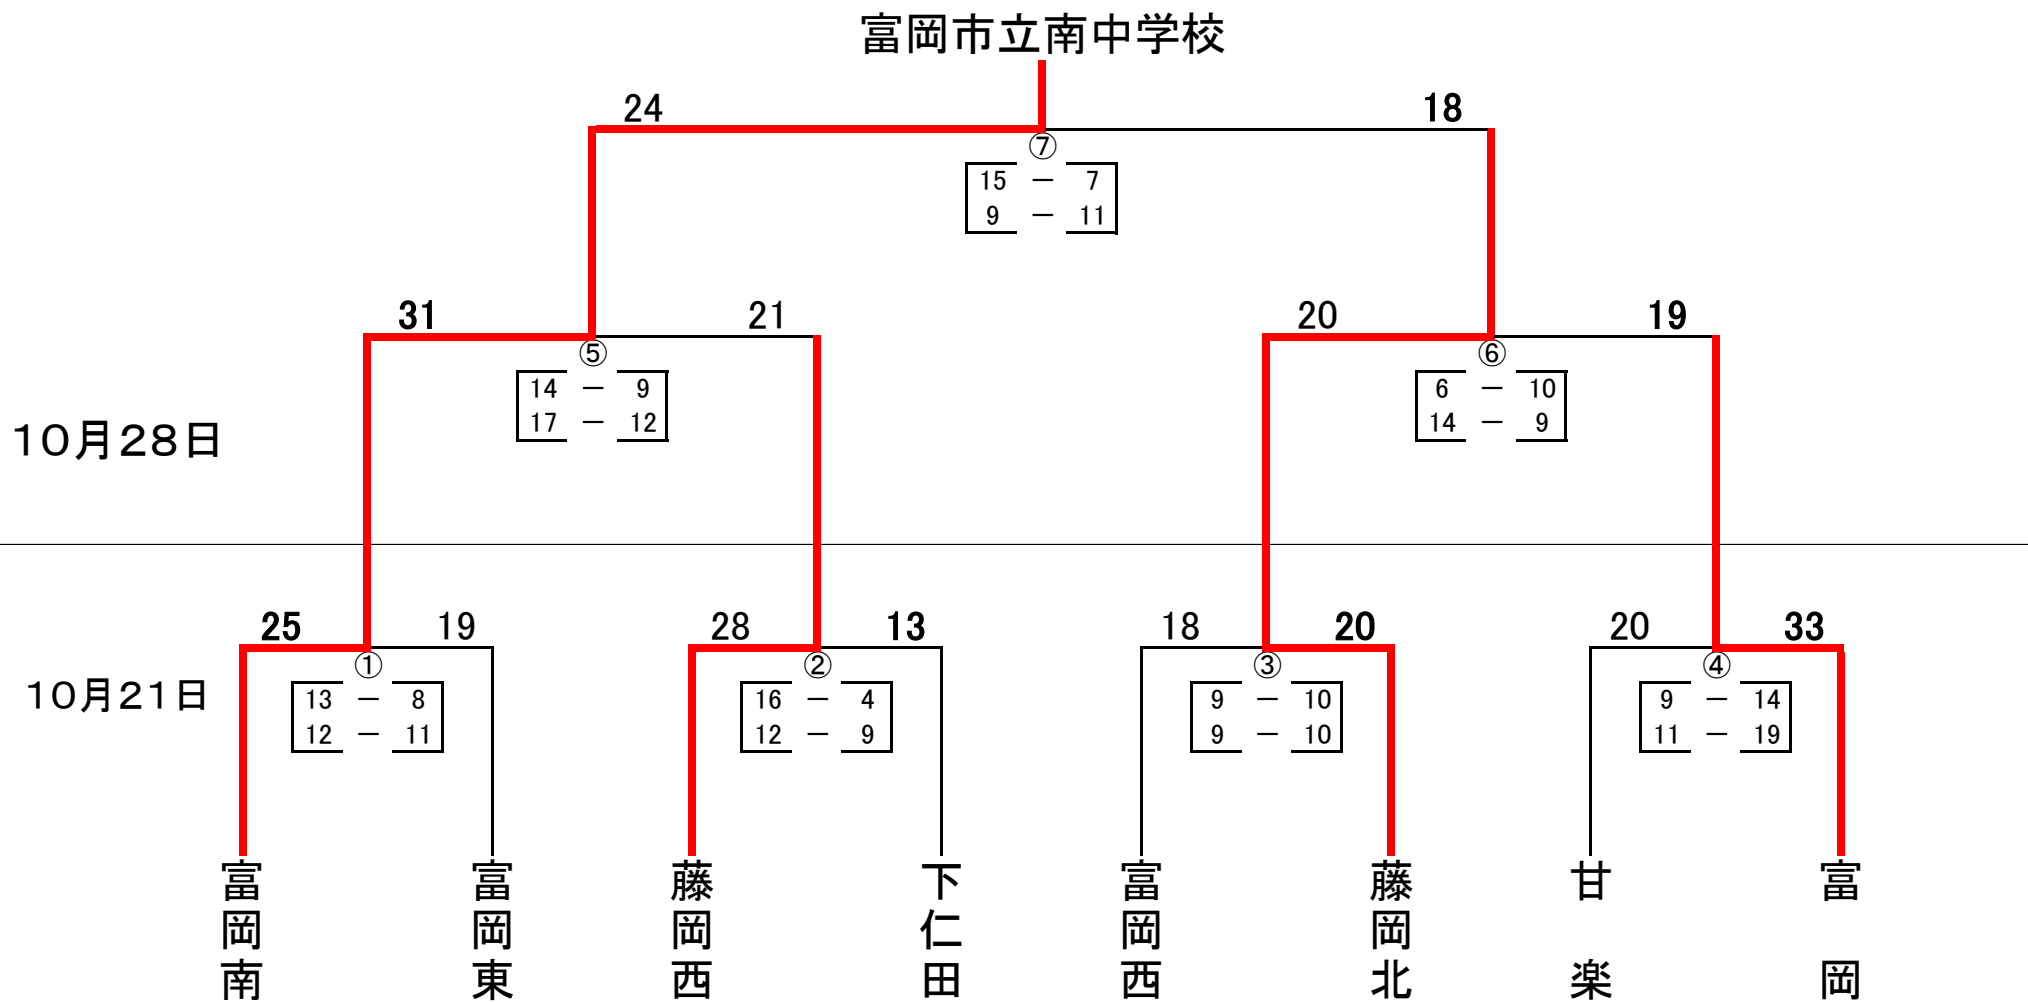 富岡市立南中学校
24 18
⑦
15 － 7
9 － 11
31 21 20 19
⑤ ⑥
14 － 9 6 － 10
17 － 12 14 － 9
10月28日
25 19 28 13 18 20 20 33
① ② ③ ④
10月21日 13 － 8 16 － 4 9 － 10 9 － 14
12 － 11 12 － 9 9 － 10 11 － 19
富岡南
富岡東
藤岡西
下仁田
富岡西
藤岡北
甘楽
富岡